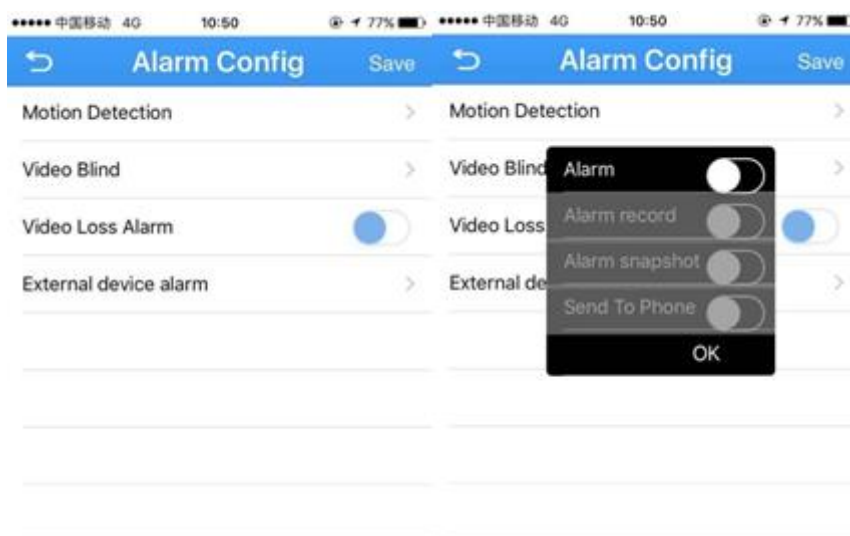 中国移动 4G 10:50 77%
Alarm Config Save
Motion Detection
Video Blind
Video Loss Alarm
External device alarm
中国移动 4G 10:50 77%
Alarm Config Save
Motion Detection
Video Blind
Video Loss
External de
Alarm
Alarm record
Alarm snapshot
Send To Phone
OK